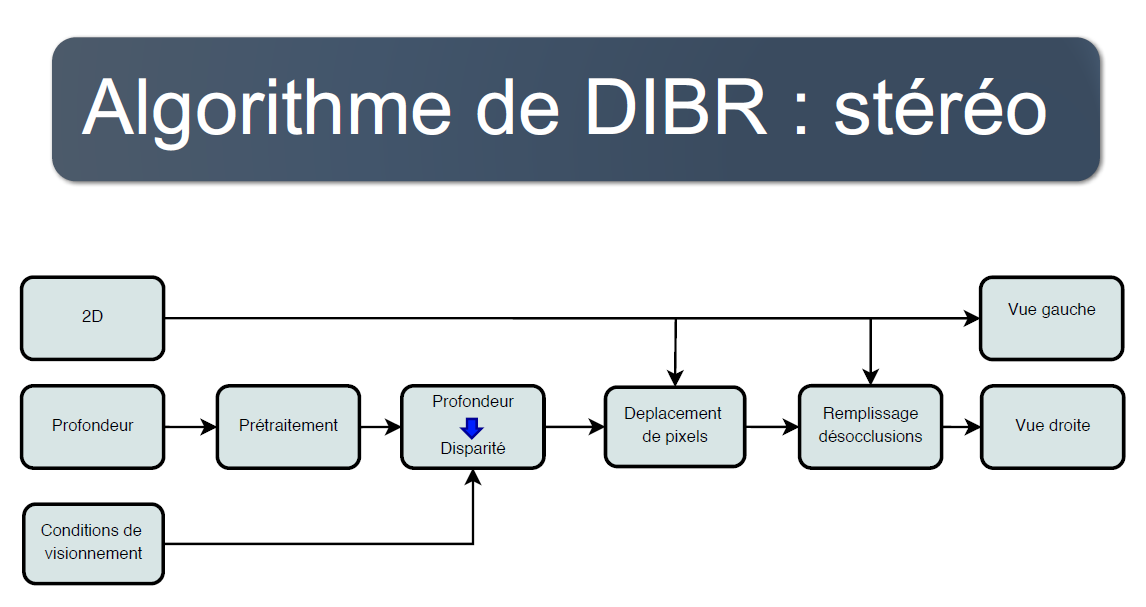 Algorithme de DIBR : stéréo
2D
Vue gauche
Profondeur
Prétraitement
Profondeur
Disparité
Deplacement
de pixels
Remplissage
désocclusions
Vue droite
Conditions de
visionnement